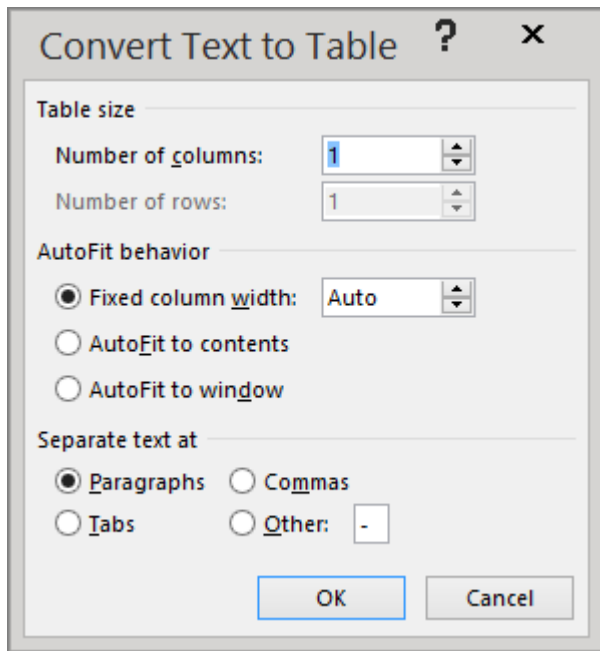 Convert Text to Table ? ×
Table size
Number of columns: 1
Number of rows: 1
AutoFit behavior
Fixed column width: Auto
AutoFit to contents
AutoFit to window
Separate text at
Paragraphs Commas
Tabs Other: -
OK Cancel